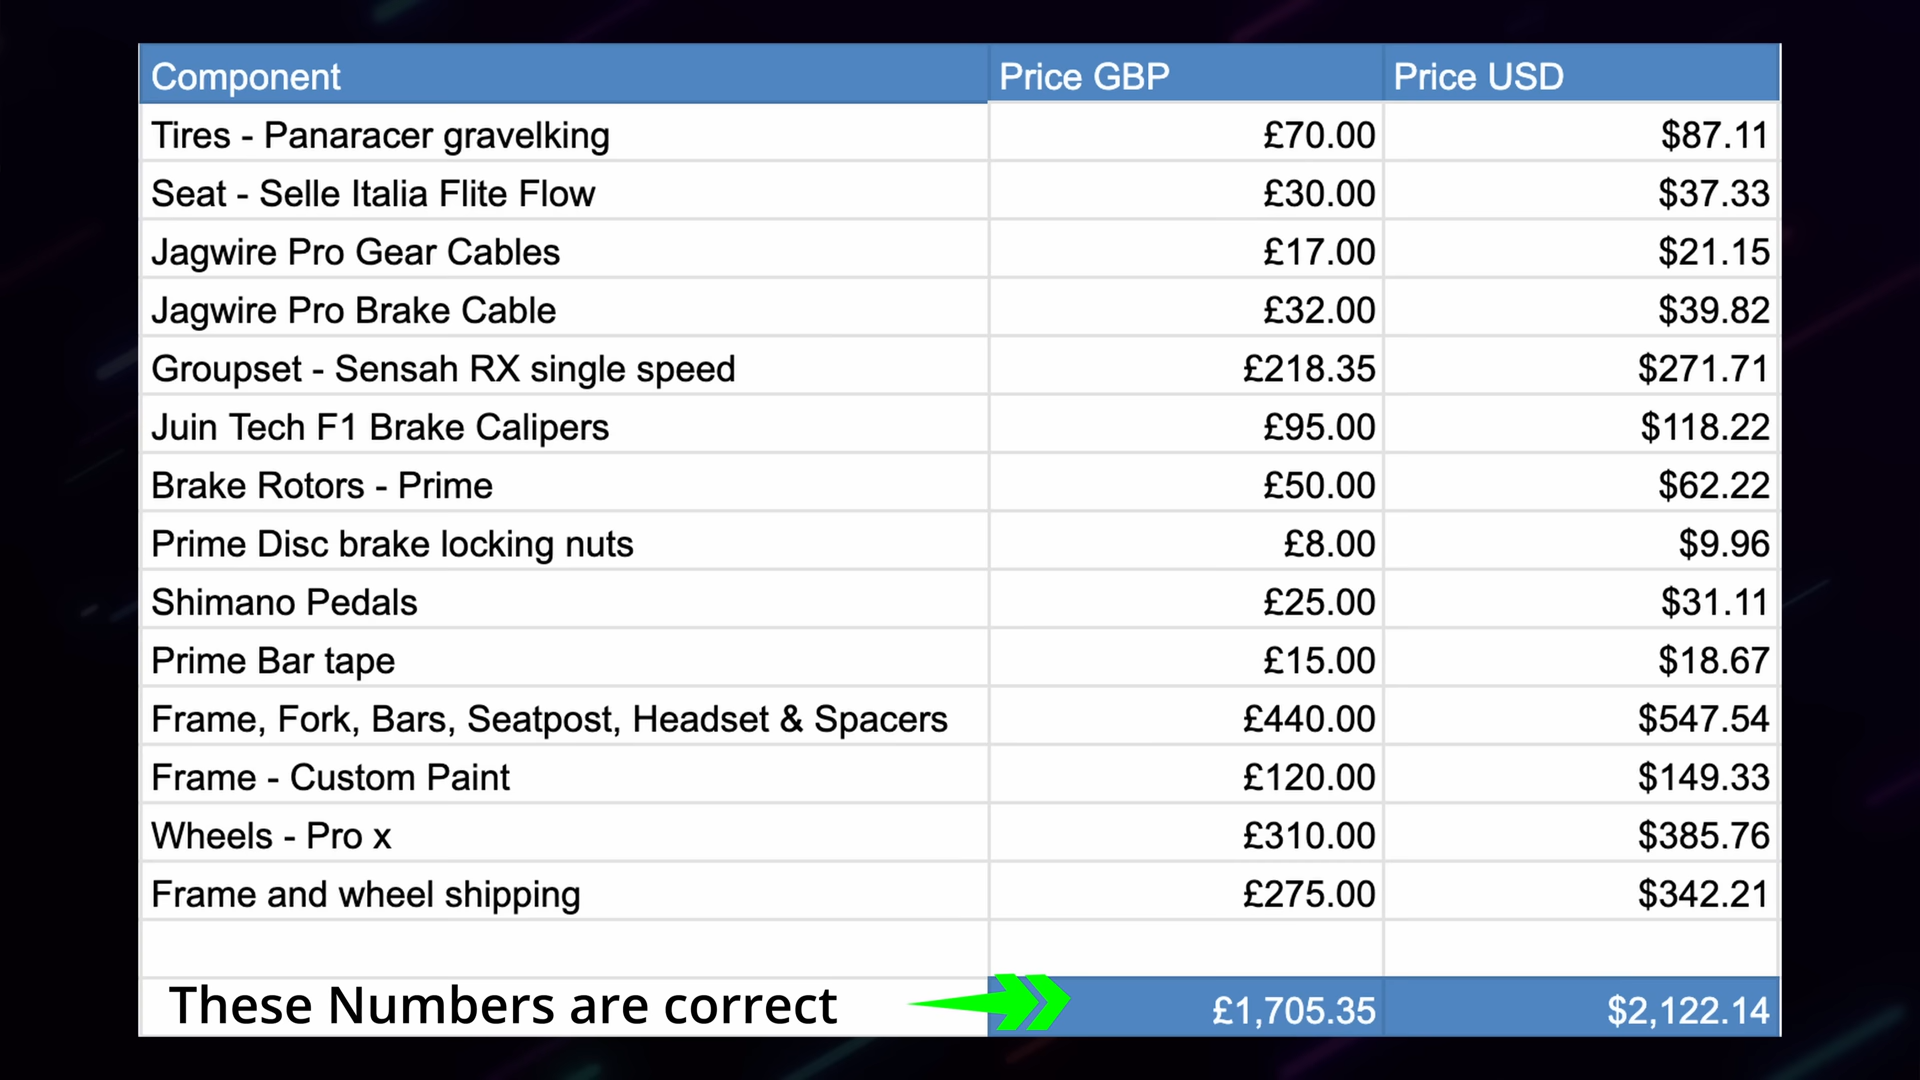 Component Price GBP Price USD
Tires - Panaracer gravelking £70.00 $87.11
Seat - Selle Italia Flite Flow £30.00 $37.33
Jagwire Pro Gear Cables £17.00 $21.15
Jagwire Pro Brake Cable £32.00 $39.82
Groupset - Sensah RX single speed £218.35 $271.71
Juin Tech F1 Brake Calipers £95.00 $118.22
Brake Rotors - Prime £50.00 $62.22
Prime Disc brake locking nuts £8.00 $9.96
Shimano Pedals £25.00 $31.11
Prime Bar tape £15.00 $18.67
Frame, Fork, Bars, Seatpost, Headset & Spacers £440.00 $547.54
Frame - Custom Paint £120.00 $149.33
Wheels - Pro x £310.00 $385.76
Frame and wheel shipping £275.00 $342.21
These Numbers are correct £1,705.35 $2,122.14